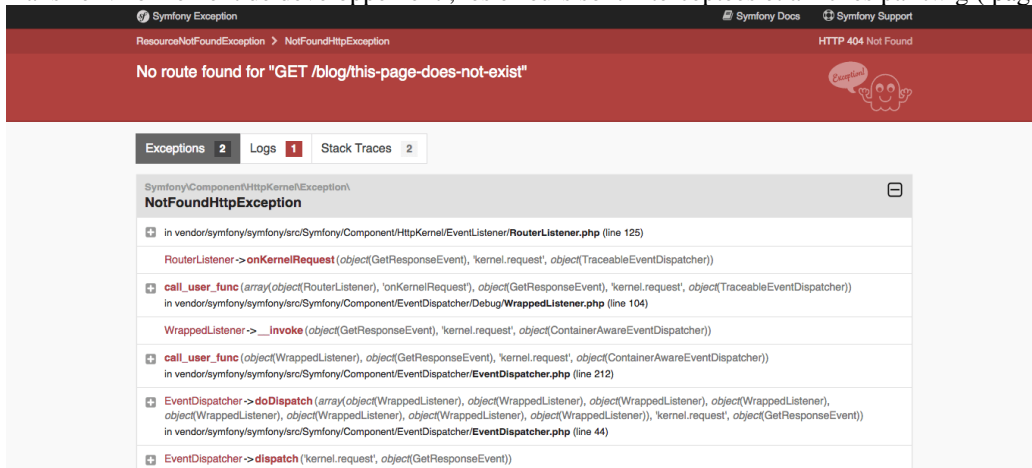 Symfony Exception
Symfony Docs
Symfony Support
ResourceNotFoundException > NotFoundHttpException
HTTP 404 Not Found
No route found for "GET /blog/this-page-does-not-exist"
Exception!
Exceptions 2
Logs 1
Stack Traces 2
Symfony\Component\HttpKernel\Exception\
NotFoundHttpException
in vendor/symfony/symfony/src/Symfony/Component/HttpKernel/EventListener/RouterListener.php (line 125)
RouterListener->onKernelRequest(object(GetResponseEvent), 'kernel.request', object(TraceableEventDispatcher))
call_user_func(array(object(RouterListener), 'onKernelRequest'), object(GetResponseEvent), 'kernel.request', object(TraceableEventDispatcher))
in vendor/symfony/symfony/src/Symfony/Component/EventDispatcher/Debug/WrappedListener.php (line 104)
WrappedListener->__invoke(object(GetResponseEvent), 'kernel.request', object(ContainerAwareEventDispatcher))
call_user_func(object(WrappedListener), object(GetResponseEvent), 'kernel.request', object(ContainerAwareEventDispatcher))
in vendor/symfony/symfony/src/Symfony/Component/EventDispatcher/EventDispatcher.php (line 212)
EventDispatcher->doDispatch(array(object(WrappedListener), object(WrappedListener), object(WrappedListener), object(WrappedListener),
object(WrappedListener), object(WrappedListener), object(WrappedListener), object(WrappedListener)), 'kernel.request', object(GetResponseEvent))
in vendor/symfony/symfony/src/Symfony/Component/EventDispatcher/EventDispatcher.php (line 44)
EventDispatcher->dispatch('kernel.request', object(GetResponseEvent))